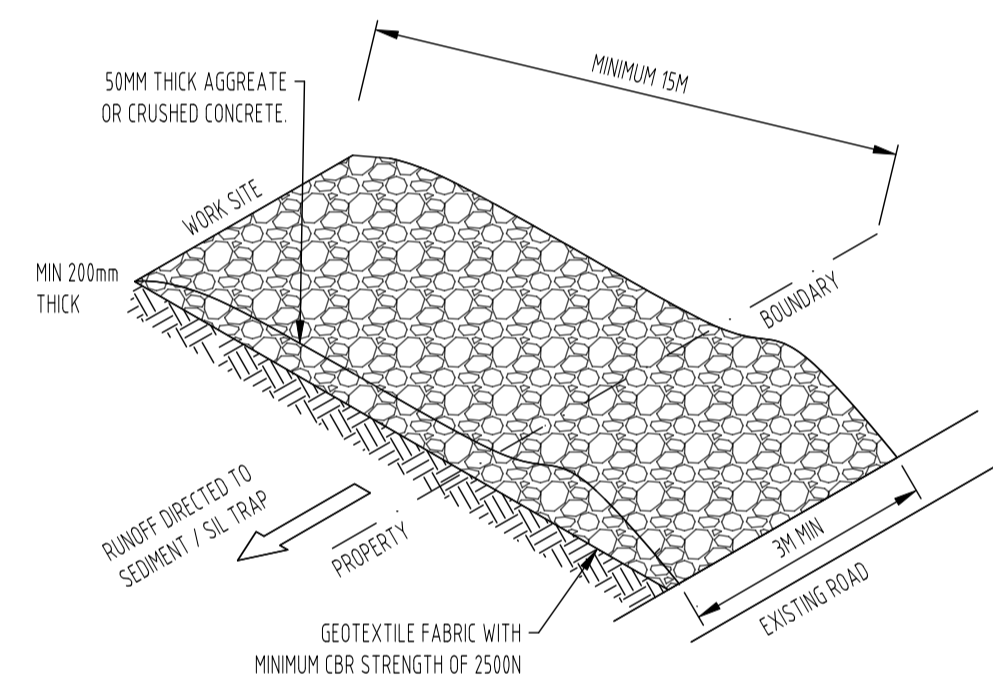 MINIMUM 15M
50MM THICK AGGREATE
OR CRUSHED CONCRETE.
WORK SITE
MIN 200mm
THICK
BOUNDARY
RUNOFF DIRECTED TO
SEDIMENT / SIL TRAP
PROPERTY
3M MIN
EXISTING ROAD
GEOTEXTILE FABRIC WITH
MINIMUM CBR STRENGTH OF 2500N